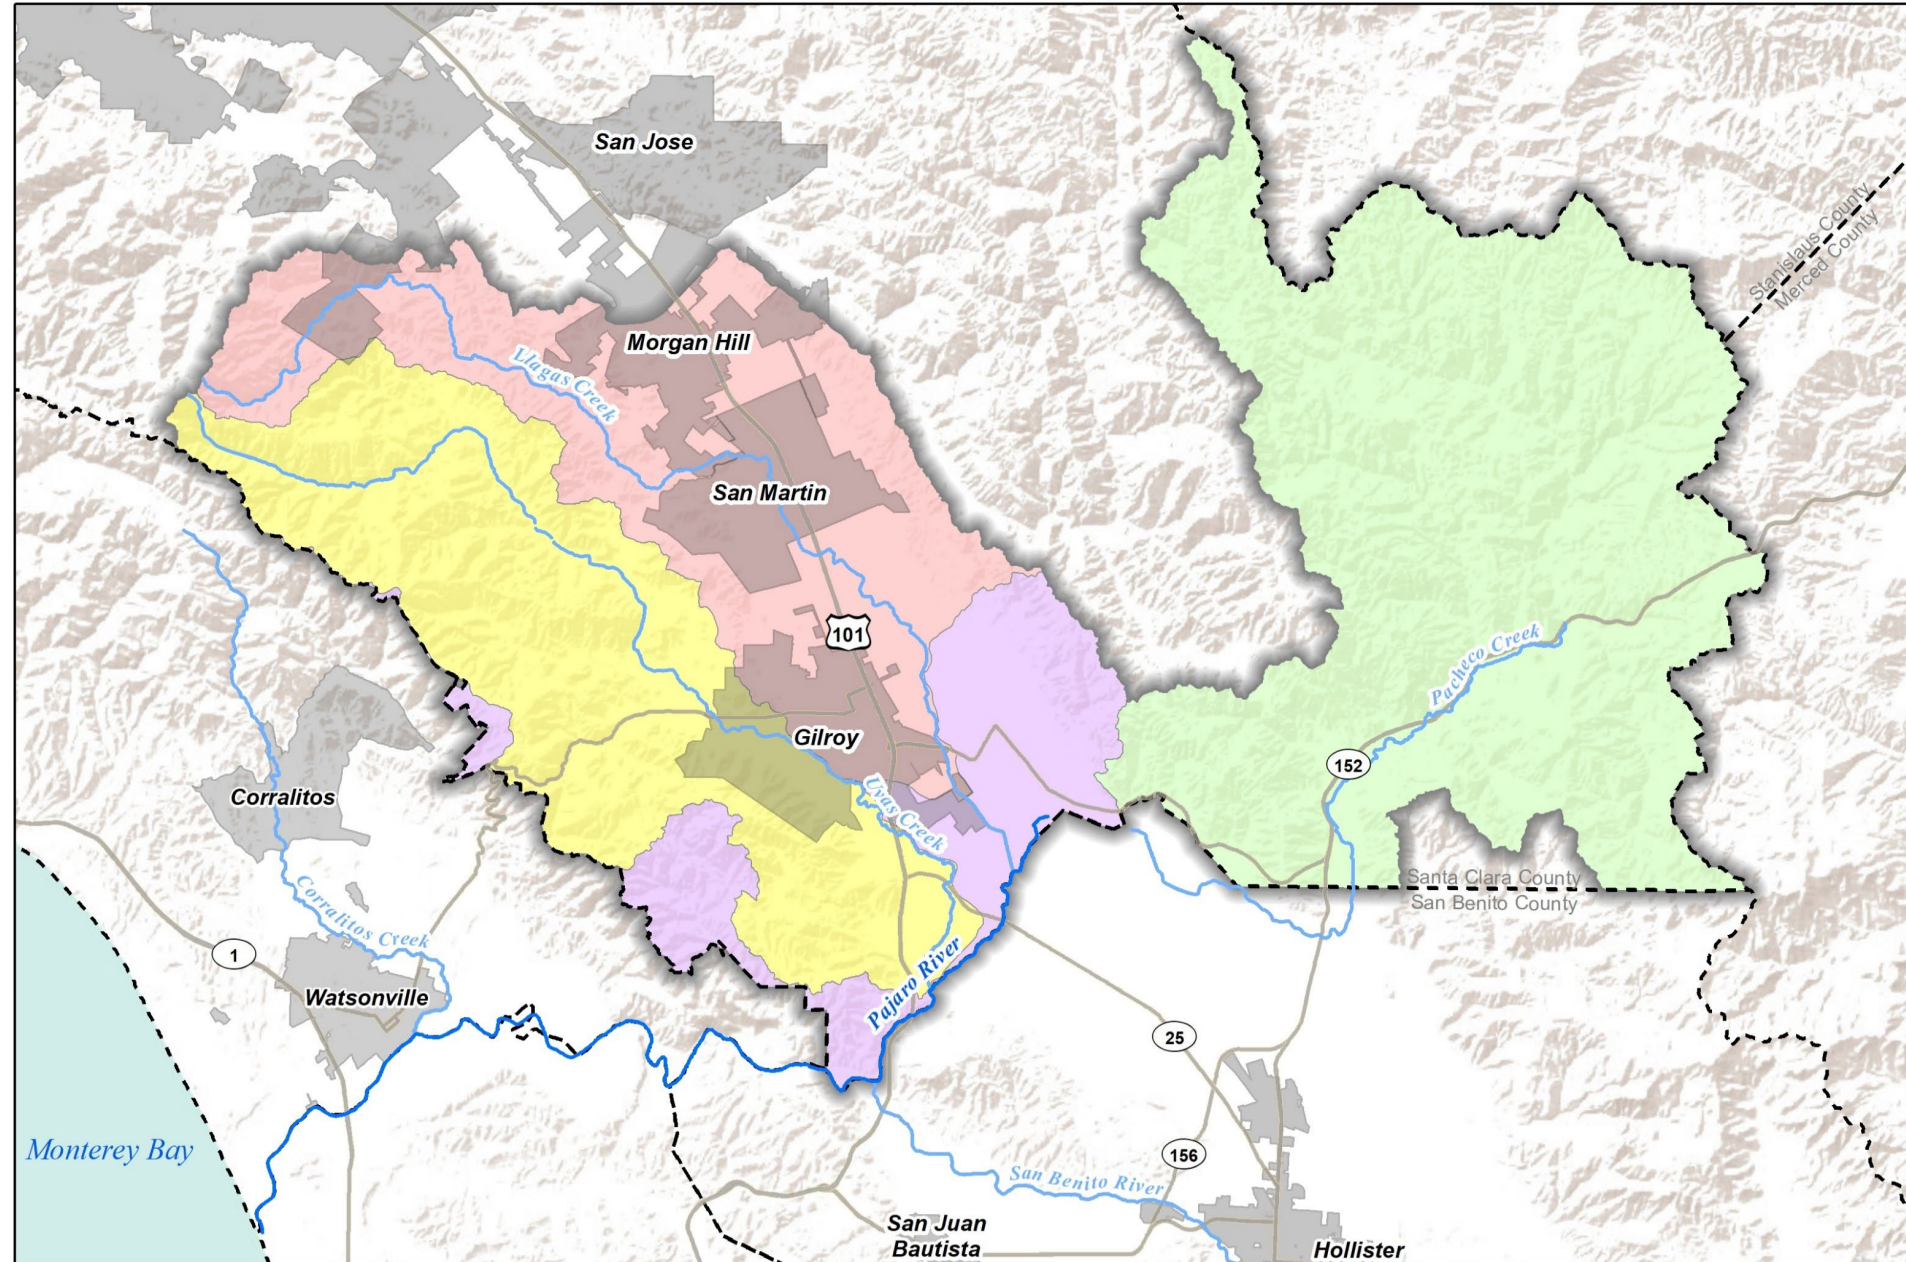 San Jose
Stanislaus County
Merced County
Morgan Hill
Llagas Creek
San Martin
101
Pacheco Creek
Gilroy
152
Corralitos
Uvas Creek
Santa Clara County
San Benito County
Corralitos Creek
1
Watsonville
Pajaro River
25
Monterey Bay
156
San Benito River
San Juan
Bautista
Hollister